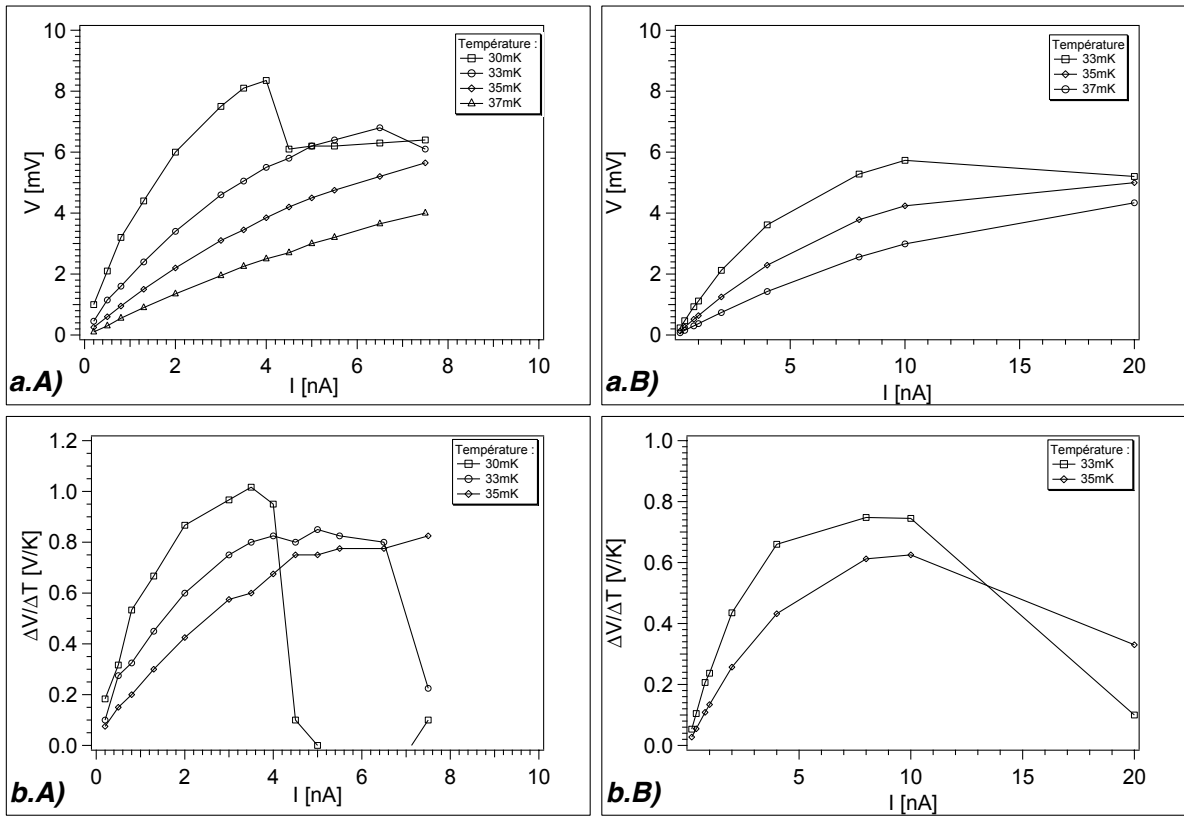 10
8
6
4
2
0
V [mV]
0 2 4 6 8 10
I [nA]
Température :
30mK
33mK
35mK
37mK
a.A)
10
8
6
4
2
0
V [mV]
5 10 15 20
I [nA]
Température
33mK
35mK
37mK
a.B)
1.2
1.0
0.8
0.6
0.4
0.2
0.0
ΔV/ΔT [V/K]
0 2 4 6 8 10
I [nA]
Température :
30mK
33mK
35mK
b.A)
1.0
0.8
0.6
0.4
0.2
0.0
ΔV/ΔT [V/K]
5 10 15 20
I [nA]
Température :
33mK
35mK
b.B)